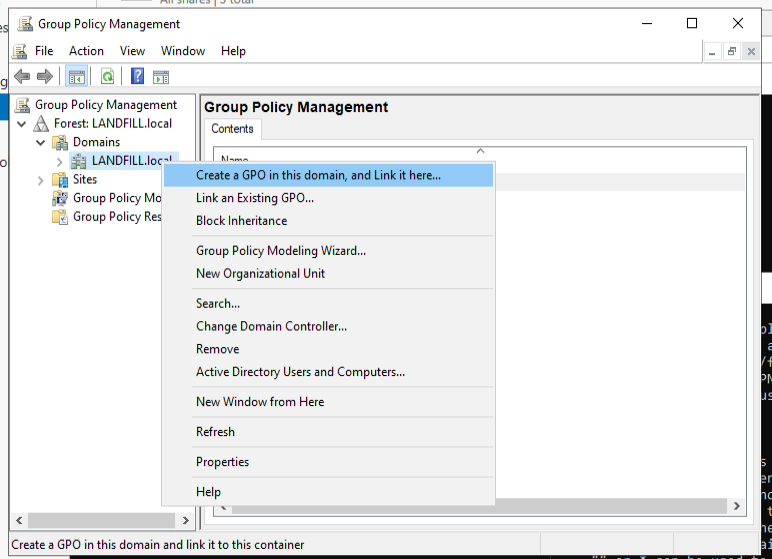 All shares | 3 total
Group Policy Management
File Action View Window Help
Group Policy Management
Forest: LANDFILL.local
Domains
LANDFILL.local
Sites
Group Policy Mo
Group Policy Res
Group Policy Management
Contents
Name
Create a GPO in this domain, and Link it here...
Link an Existing GPO...
Block Inheritance
Group Policy Modeling Wizard...
New Organizational Unit
Search...
Change Domain Controller...
Remove
Active Directory Users and Computers...
New Window from Here
Refresh
Properties
Help
Create a GPO in this domain and link it to this container